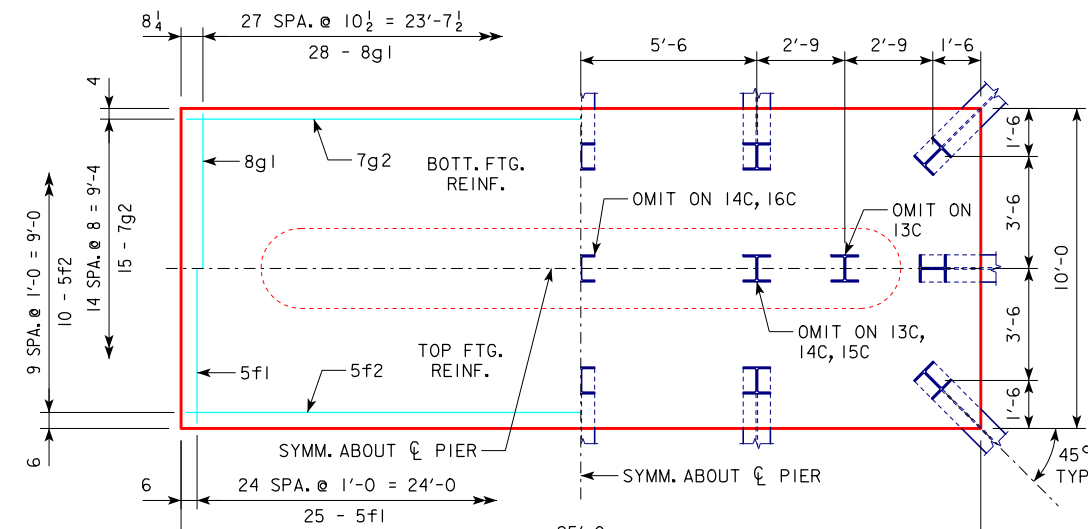 8¼
27 SPA. @ 10½ = 23'-7½
28 - 8g1
5'-6
2'-9
2'-9
1'-6
4
14 SPA. @ 8 = 9'-4
15 - 7g2
9 SPA. @ 1'-0 = 9'-0
10 - 5f2
6
8g1
7g2
BOTT. FTG.
REINF.
OMIT ON 14C, 16C
OMIT ON
13C
1'-6
3'-6
10'-0
3'-6
1'-6
OMIT ON 13C,
14C, 15C
TOP FTG.
REINF.
5f1
5f2
SYMM. ABOUT ℄ PIER
SYMM. ABOUT ℄ PIER
45°
TYP
6
24 SPA. @ 1'-0 = 24'-0
25 - 5f1